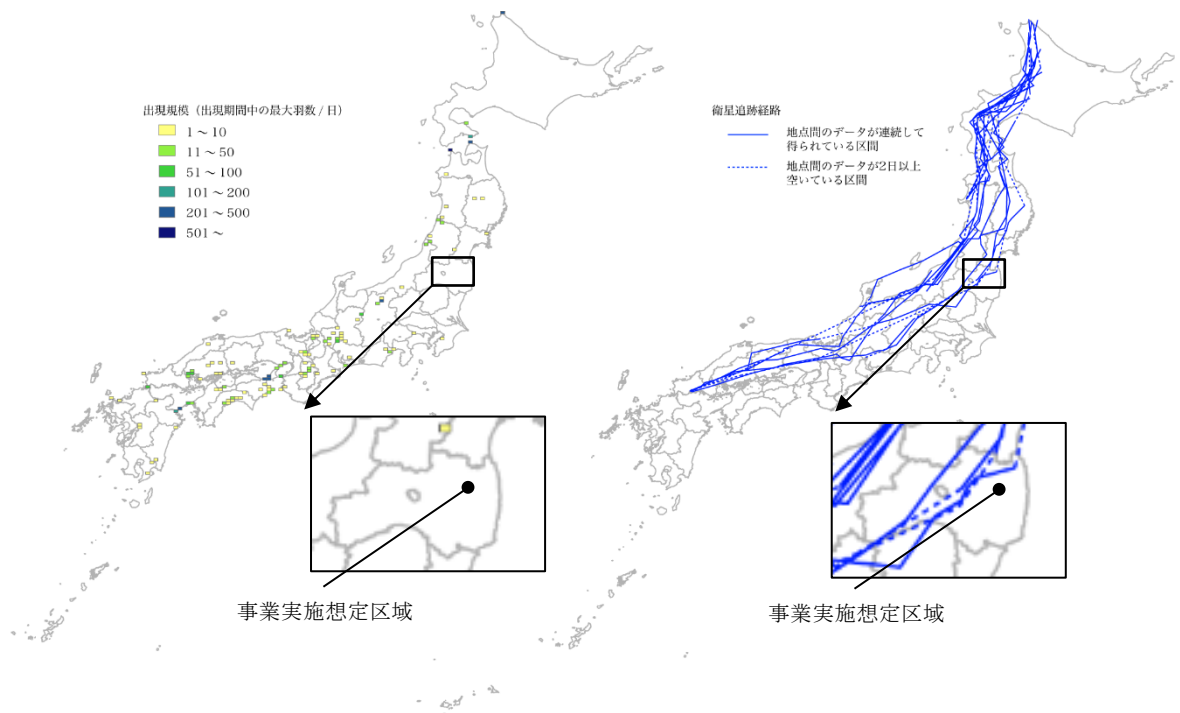 出現規模（出現期間中の最大羽数 / 日）
1 ～ 10
11 ～ 50
51 ～ 100
101 ～ 200
201 ～ 500
501 ～
事業実施想定区域
衛星追跡経路
地点間のデータが連続して
得られている区間
地点間のデータが2日以上
空いている区間
事業実施想定区域